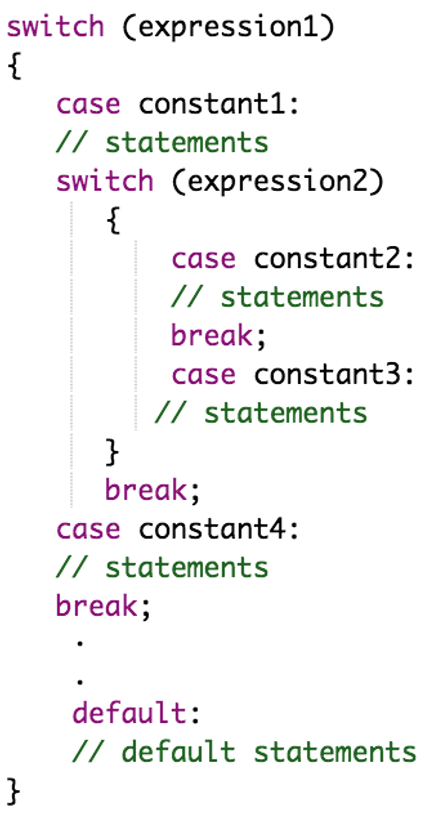 switch (expression1)
{
case constant1:
// statements
switch (expression2)
{
case constant2:
// statements
break;
case constant3:
// statements
}
break;
case constant4:
// statements
break;
.
.
default:
// default statements
}